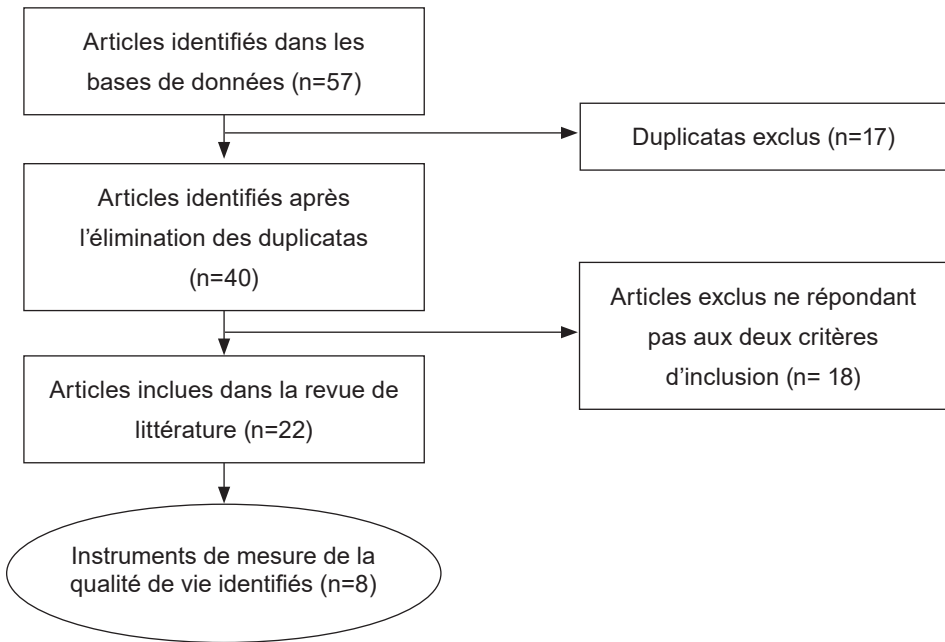 Articles identifiés dans les
bases de données (n=57)
Duplicatas exclus (n=17)
Articles identifiés après
l’élimination des duplicatas
(n=40)
Articles exclus ne répondant
pas aux deux critères
d’inclusion (n= 18)
Articles inclues dans la revue de
littérature (n=22)
Instruments de mesure de la
qualité de vie identifiés (n=8)